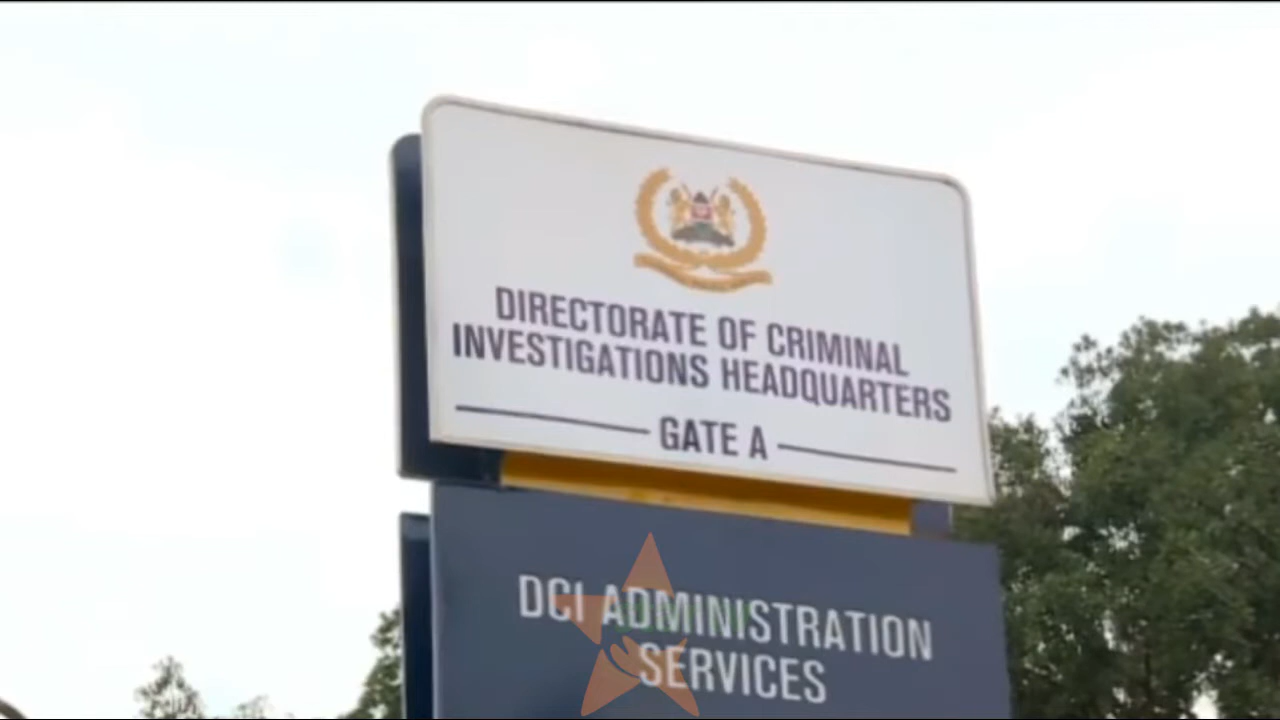 DIRECTORATE OF CRIMINAL
INVESTIGATIONS HEADQUARTERS
GATE A
DCI ADMINISTRATION
SERVICES